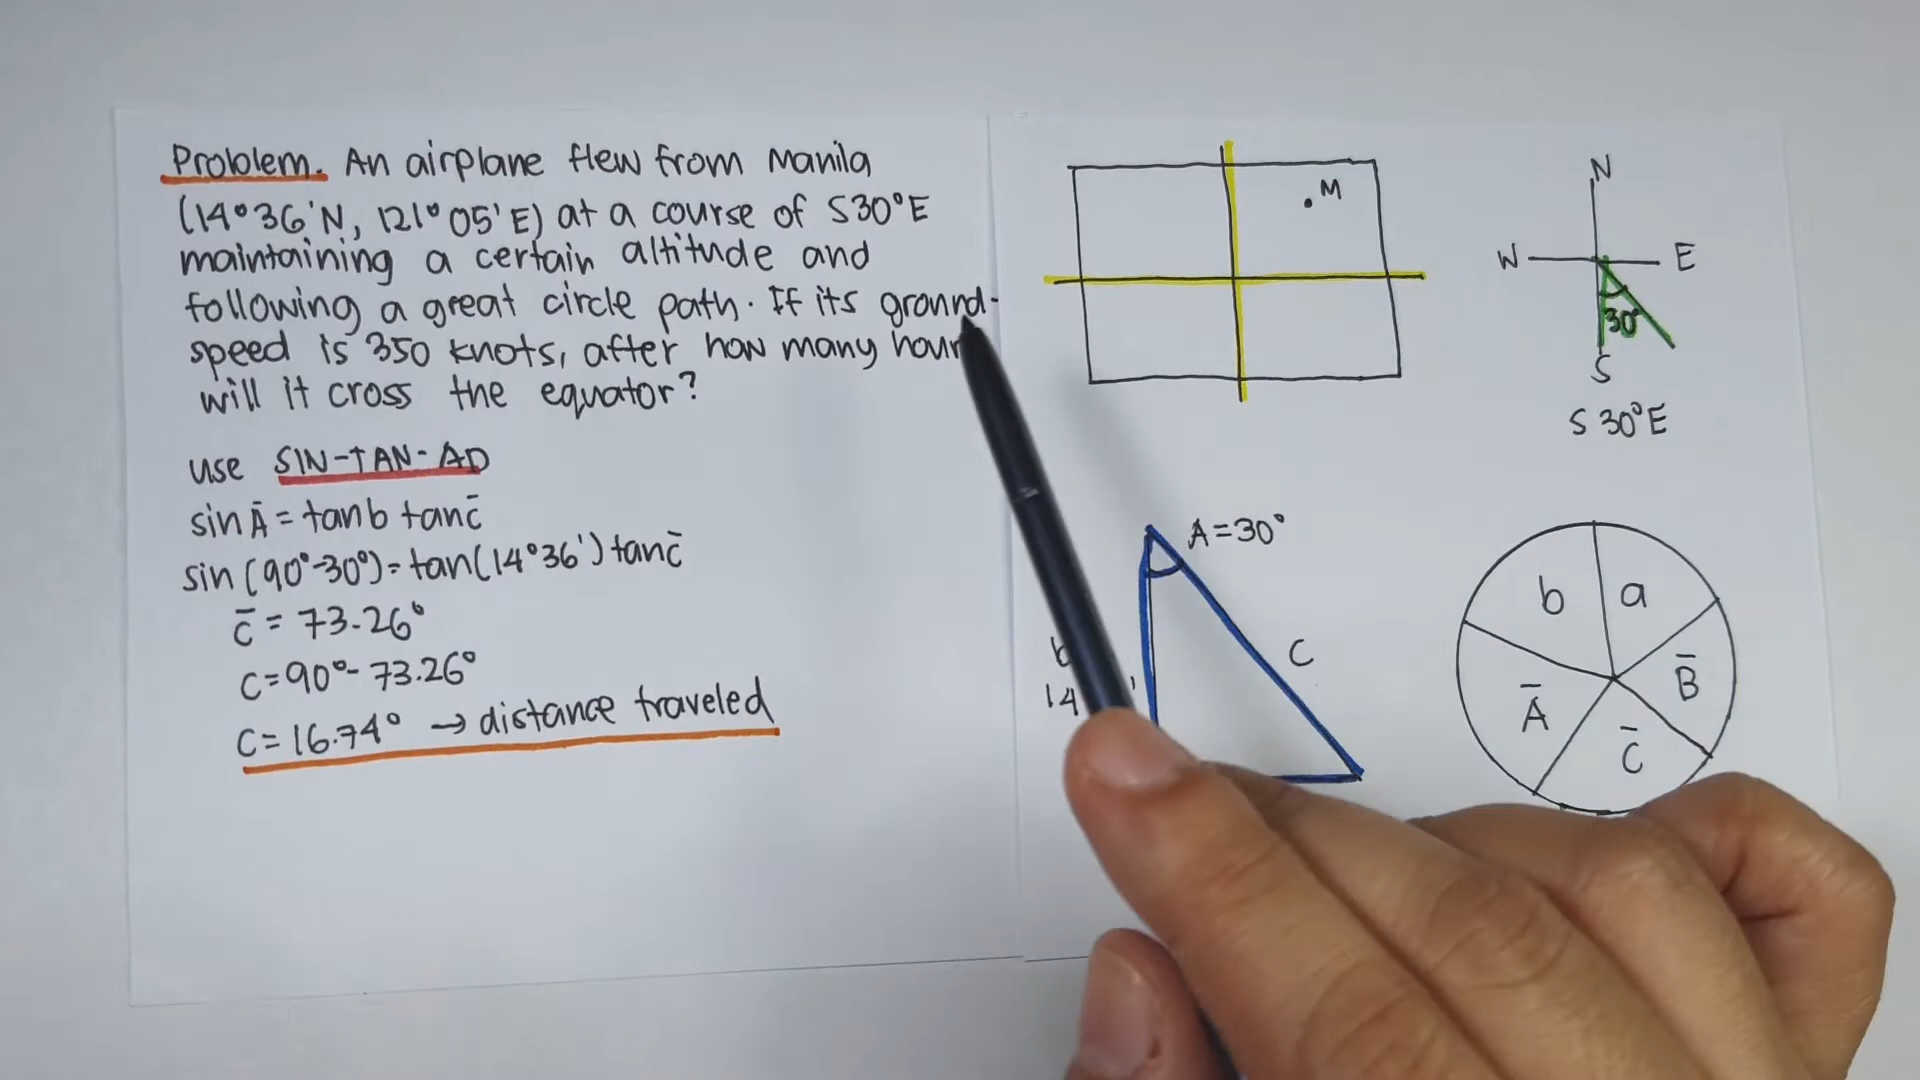 Problem. An airplane flew from Manila
(14°36'N, 121°05'E) at a course of S30°E
maintaining a certain altitude and
following a great circle path. If its ground-
speed is 350 knots, after how many hour
will it cross the equator?
use SIN-TAN-AD
sin Ā = tan b tan c̄
sin (90°-30°) = tan(14°36') tan c̄
c̄ = 73.26°
c = 90° - 73.26°
c = 16.74° → distance traveled
M
N
W
E
30°
S
S 30°E
A = 30°
b
14
'
C
b
a
Ā
B̄
C̄